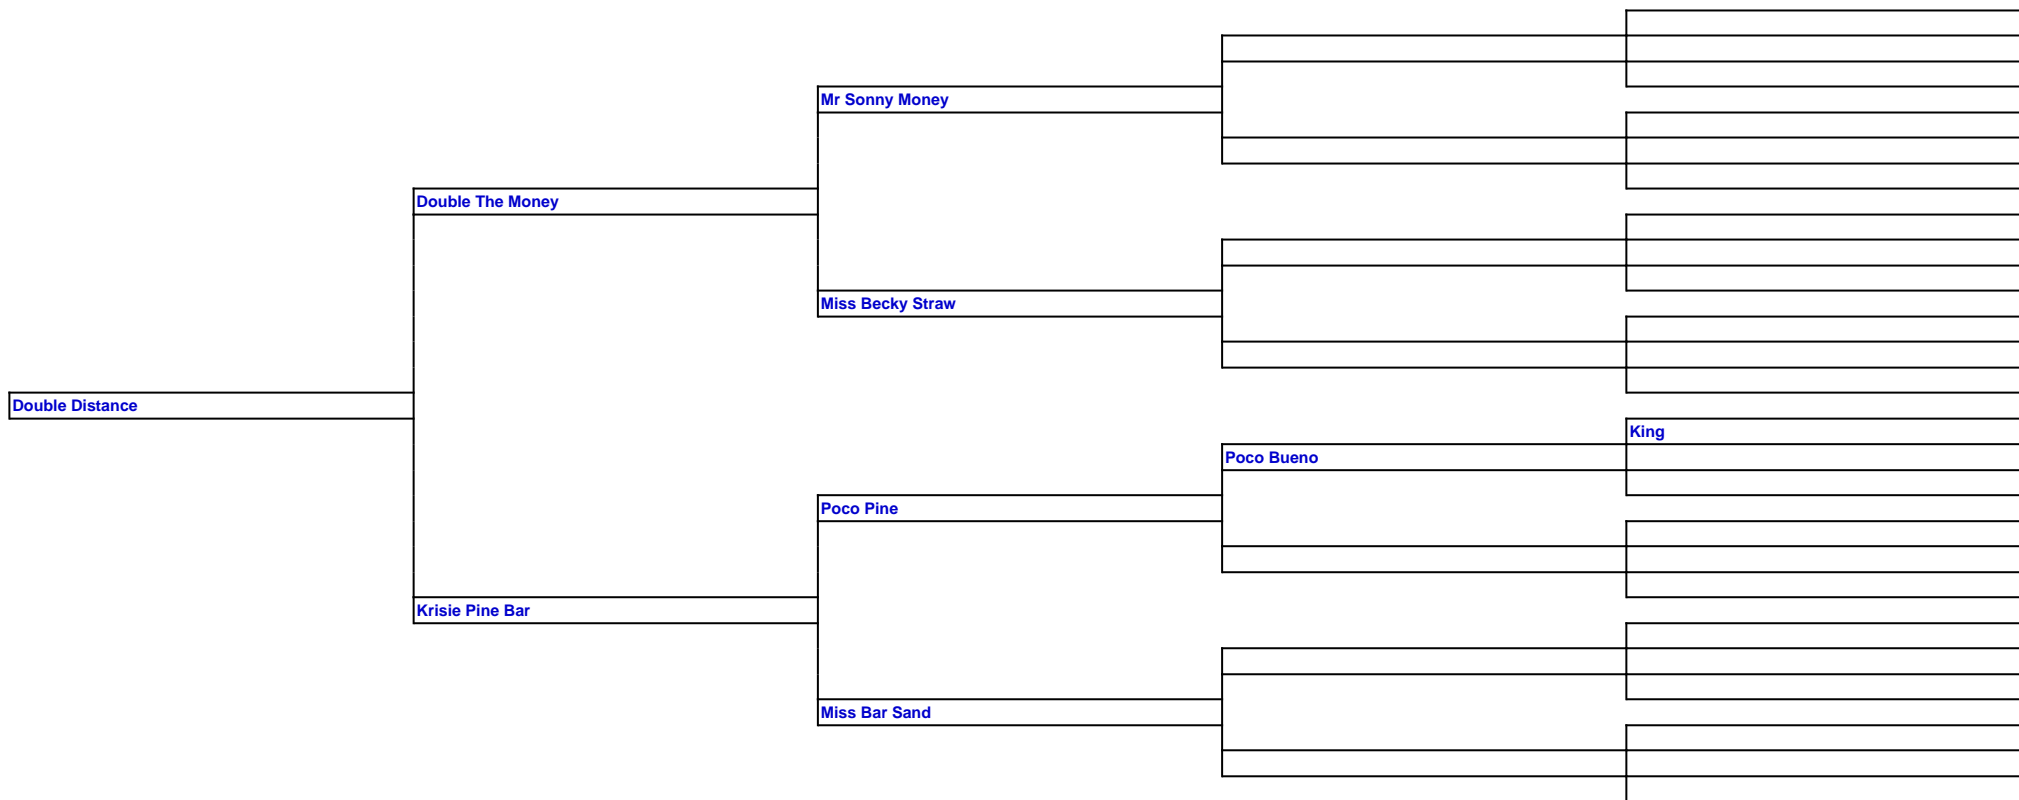 Mr Sonny Money
Double The Money
Miss Becky Straw
Double Distance
King
Poco Bueno
Poco Pine
Krisie Pine Bar
Miss Bar Sand